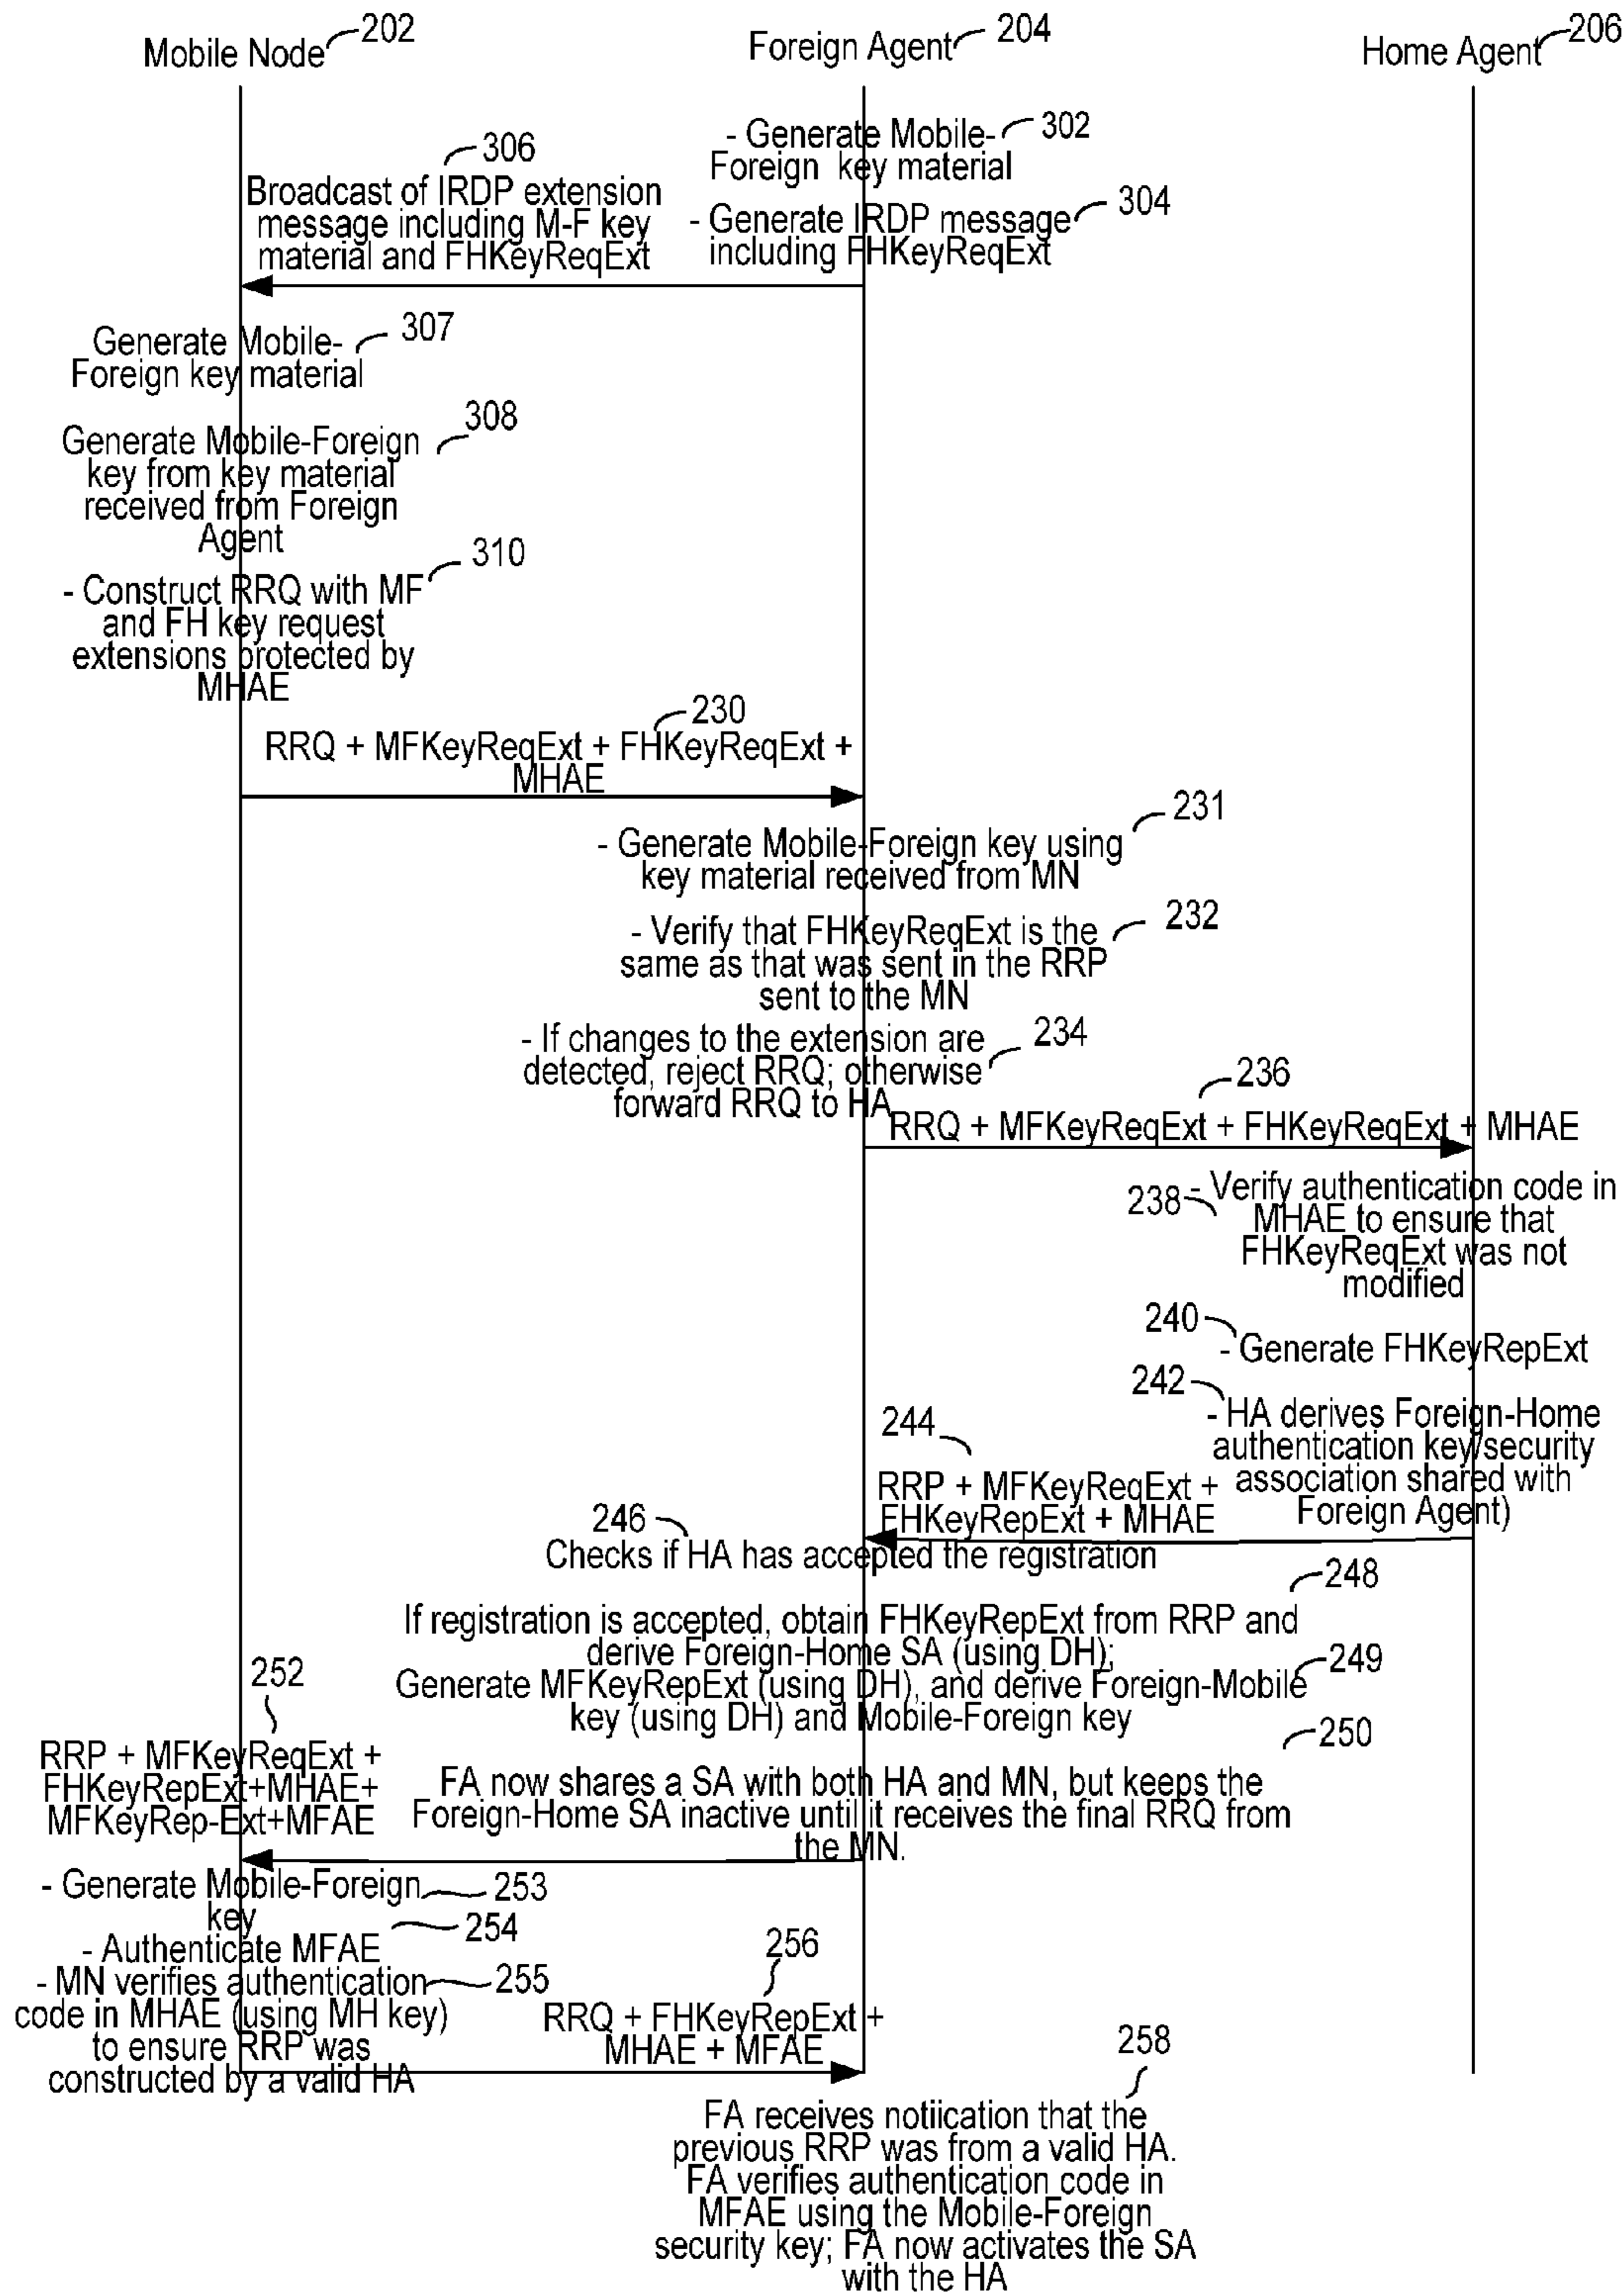 Mobile Node 202
Foreign Agent 204
Home Agent 206
- Generate Mobile- 302
Foreign key material
- Generate IRDP message 304
including FHKeyReqExt
306
Broadcast of IRDP extension
message including M-F key
material and FHKeyReqExt
Generate Mobile- 307
Foreign key material
308
Generate Mobile-Foreign
key from key material
received from Foreign
Agent
310
- Construct RRQ with MF
and FH key request
extensions protected by
MHAE
230
RRQ + MFKeyReqExt + FHKeyReqExt +
MHAE
231
- Generate Mobile-Foreign key using
key material received from MN
- Verify that FHKeyReqExt is the 232
same as that was sent in the RRP
sent to the MN
- If changes to the extension are 234
detected, reject RRQ; otherwise
forward RRQ to HA
236
RRQ + MFKeyReqExt + FHKeyReqExt + MHAE
238 - Verify authentication code in
MHAE to ensure that
FHKeyReqExt was not
modified
240
- Generate FHKeyRepExt
242
- HA derives Foreign-Home
authentication key/security
association shared with
Foreign Agent)
244
RRP + MFKeyReqExt +
FHKeyRepExt + MHAE
246
Checks if HA has accepted the registration
248
If registration is accepted, obtain FHKeyRepExt from RRP and
derive Foreign-Home SA (using DH);
249
Generate MFKeyRepExt (using DH), and derive Foreign-Mobile
key (using DH) and Mobile-Foreign key
250
FA now shares a SA with both HA and MN, but keeps the
Foreign-Home SA inactive until it receives the final RRQ from
the MN.
252
RRP + MFKeyReqExt +
FHKeyRepExt+MHAE+
MFKeyRep-Ext+MFAE
- Generate Mobile-Foreign 253
key
254
- Authenticate MFAE
- MN verifies authentication 255
code in MHAE (using MH key)
to ensure RRP was
constructed by a valid HA
256
RRQ + FHKeyRepExt +
MHAE + MFAE
258
FA receives notiication that the
previous RRP was from a valid HA.
FA verifies authentication code in
MFAE using the Mobile-Foreign
security key; FA now activates the SA
with the HA